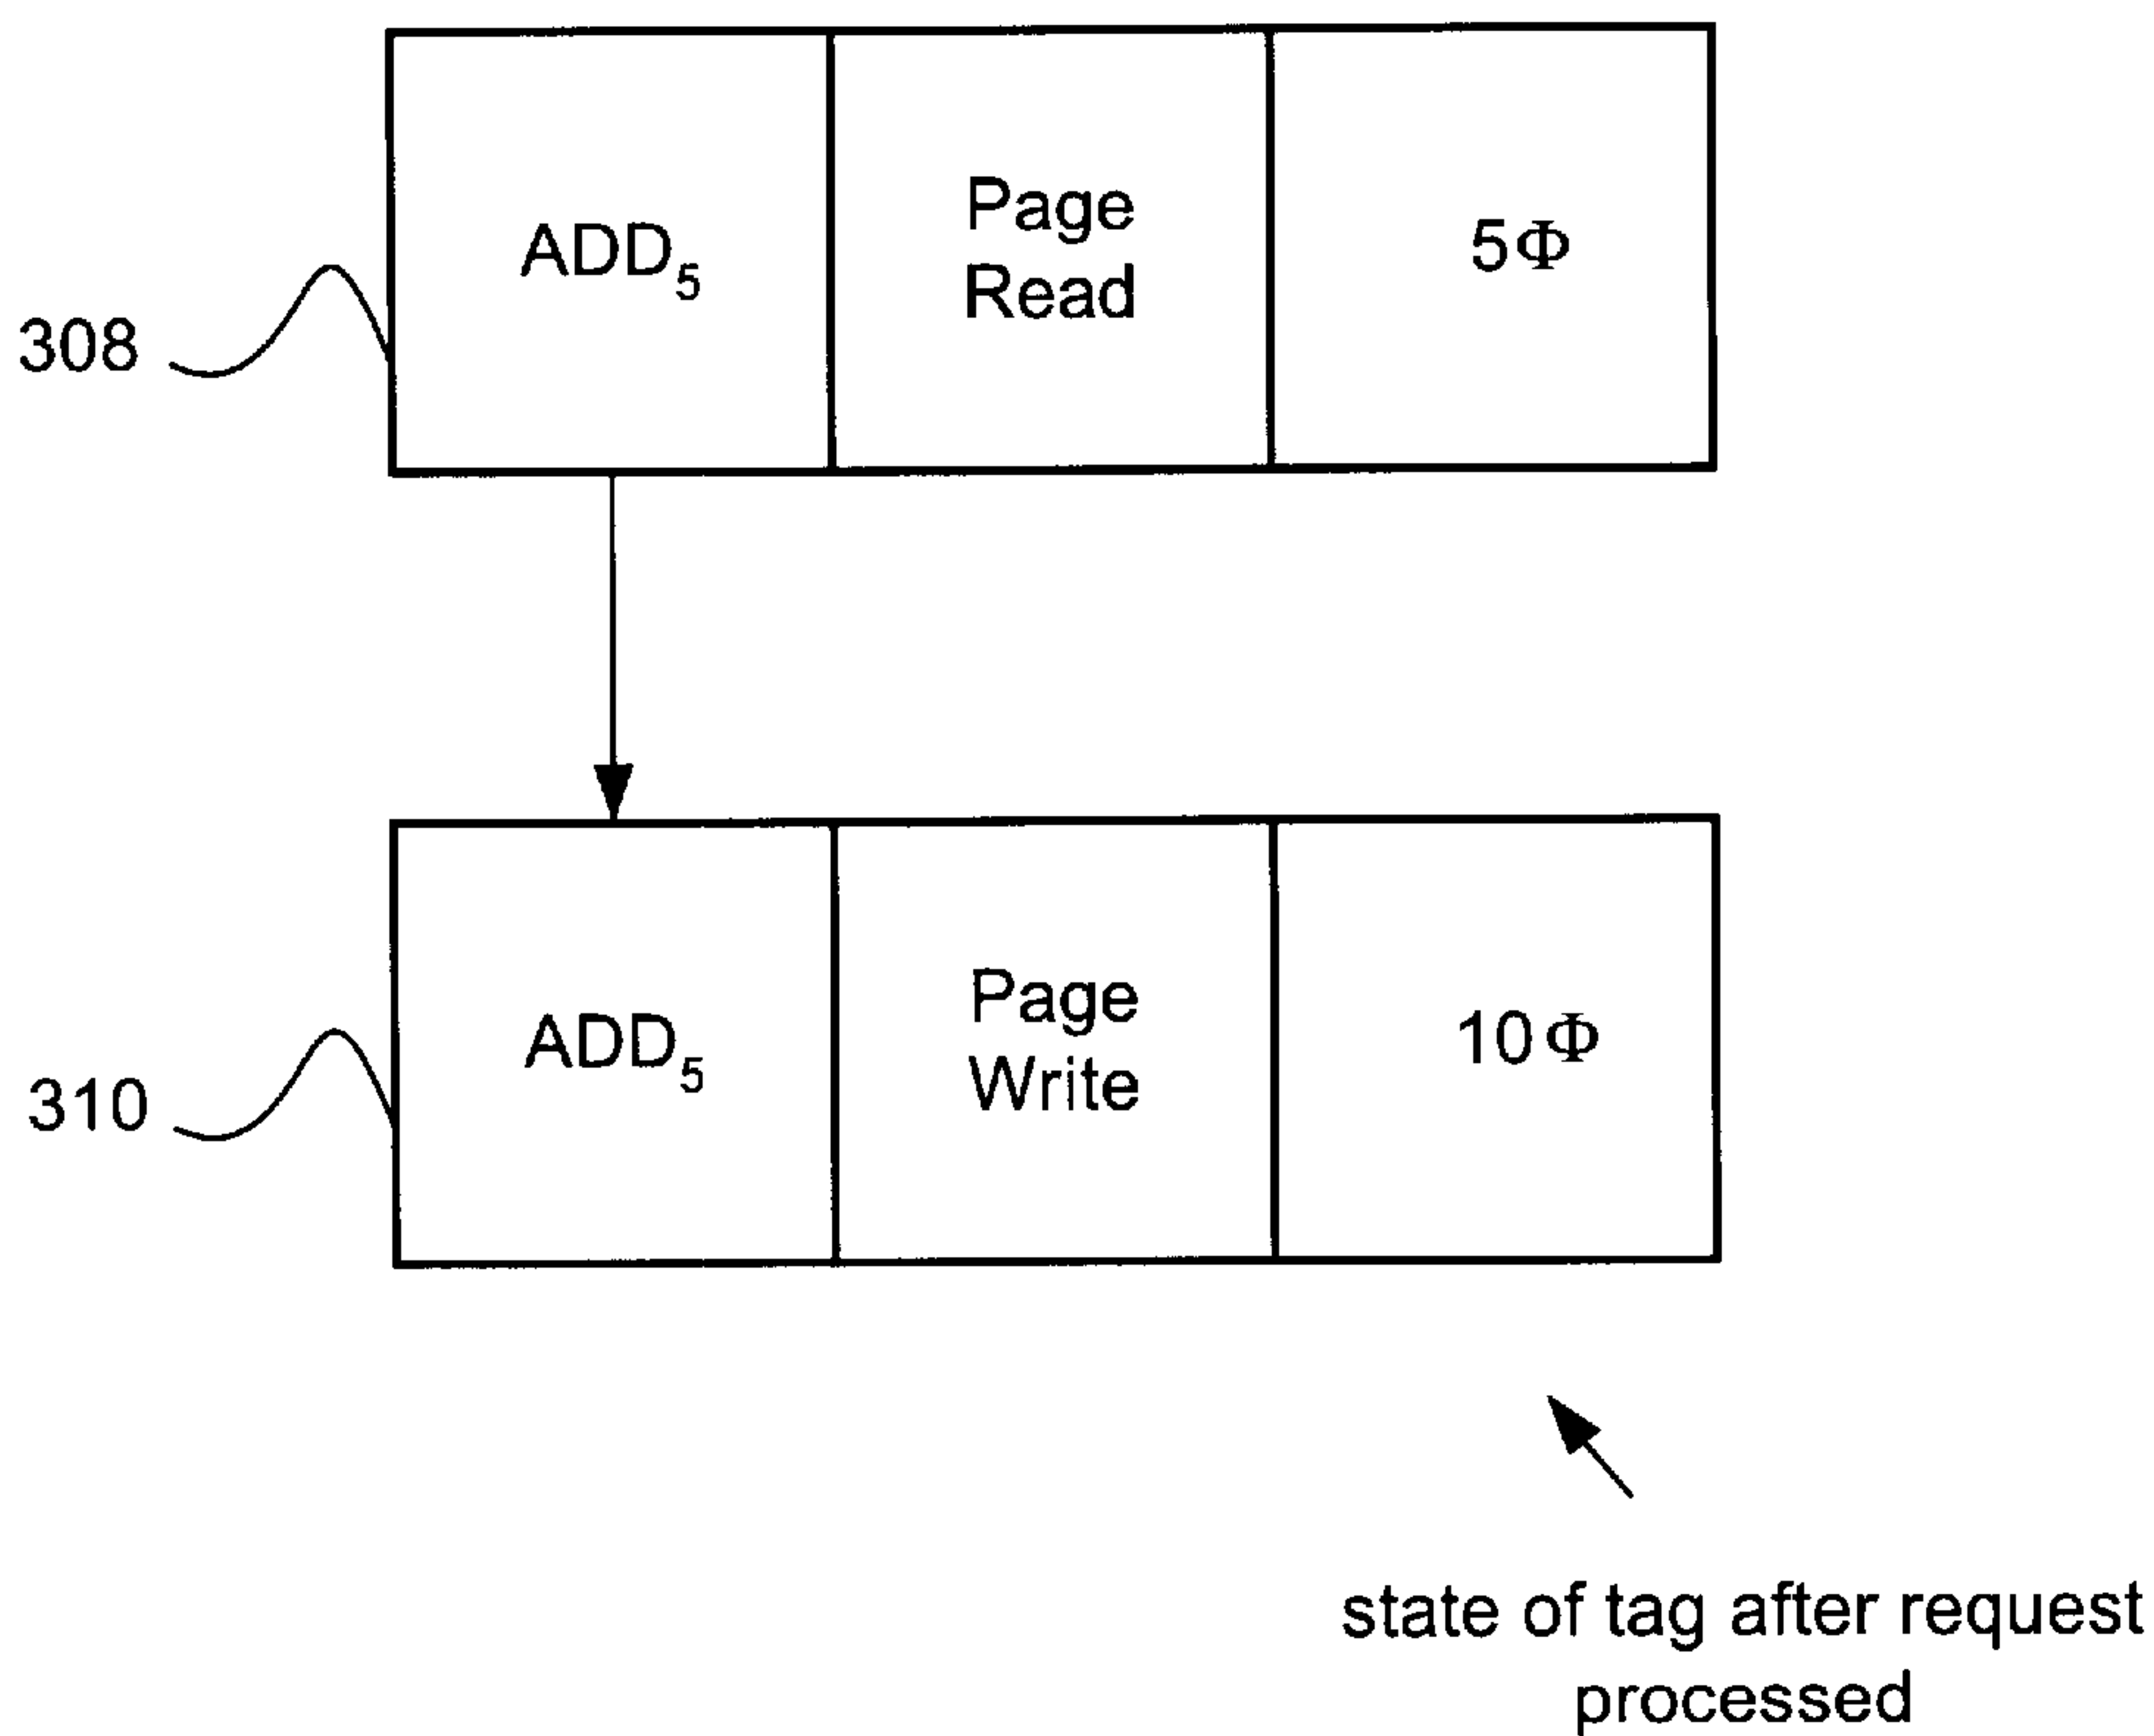 ADD₅
Page
Read
5Φ
308
ADD₅
Page
Write
10Φ
310
state of tag after request
processed